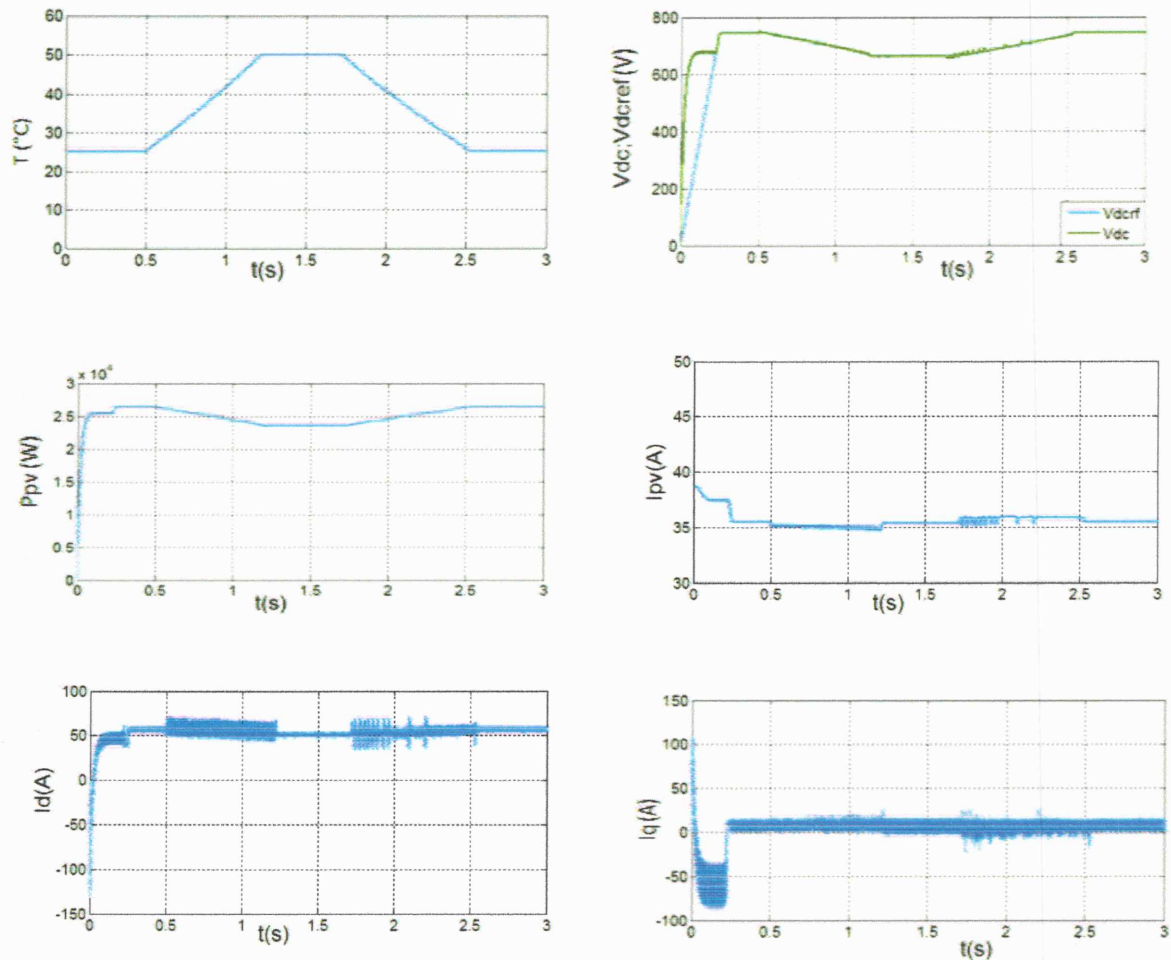 60
50
40
30
20
10
0
T (°C)
0 0.5 1 1.5 2 2.5 3
t(s)
800
600
400
200
0
Vdc;Vdcref (V)
Vdcrf
Vdc
0 0.5 1 1.5 2 2.5 3
t(s)
3 x 10⁴
2.5
2
1.5
1
0.5
0
Ppv (W)
0 0.5 1 1.5 2 2.5 3
t(s)
50
45
40
35
30
Ipv(A)
0 0.5 1 1.5 2 2.5 3
t(s)
100
50
0
-50
-100
-150
Id(A)
0 0.5 1 1.5 2 2.5 3
t(s)
150
100
50
0
-50
-100
Iq (A)
0 0.5 1 1.5 2 2.5 3
t(s)